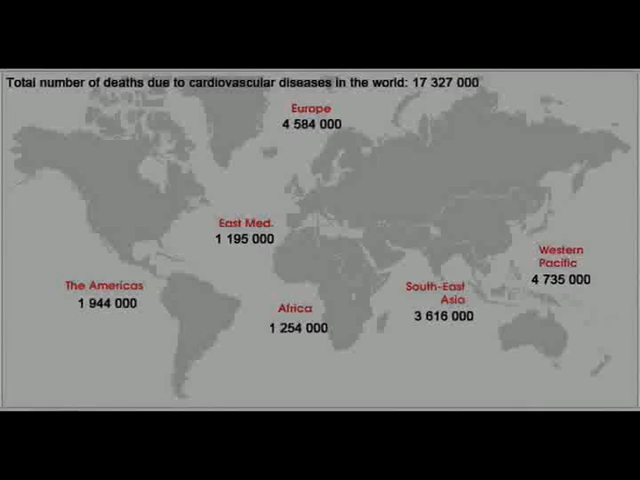 Total number of deaths due to cardiovascular diseases in the world: 17 327 000
Europe
4 584 000
East Med.
1 195 000
Western
Pacific
4 735 000
The Americas
1 944 000
South-East
Asia
3 616 000
Africa
1 254 000